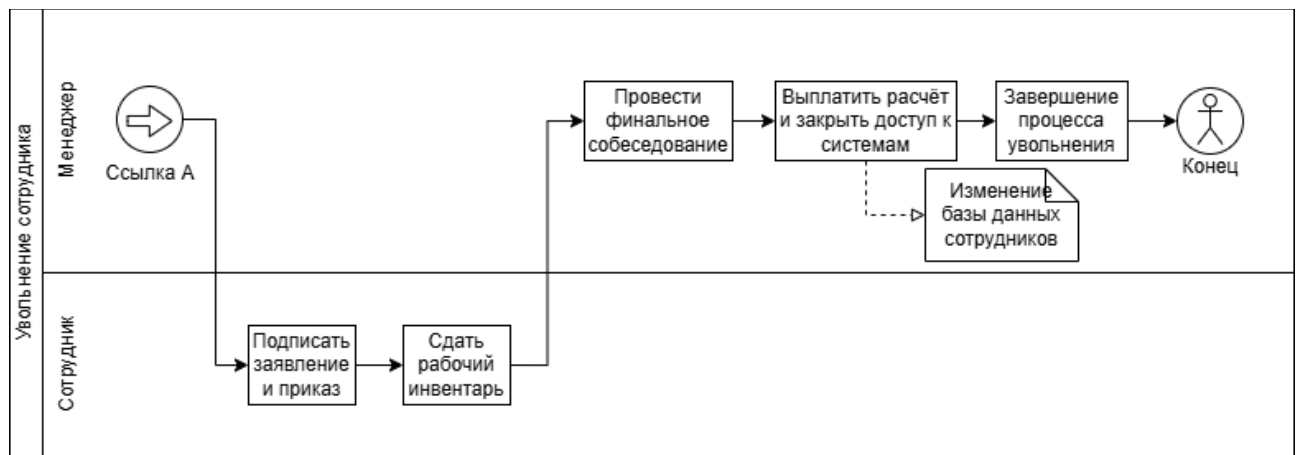 Увольнение сотрудника
Менеджер
Ссылка А
Провести
финальное
собеседование
Выплатить расчёт
и закрыть доступ к
системам
Завершение
процесса
увольнения
Конец
Изменение
базы данных
сотрудников
Сотрудник
Подписать
заявление
и приказ
Сдать
рабочий
инвентарь